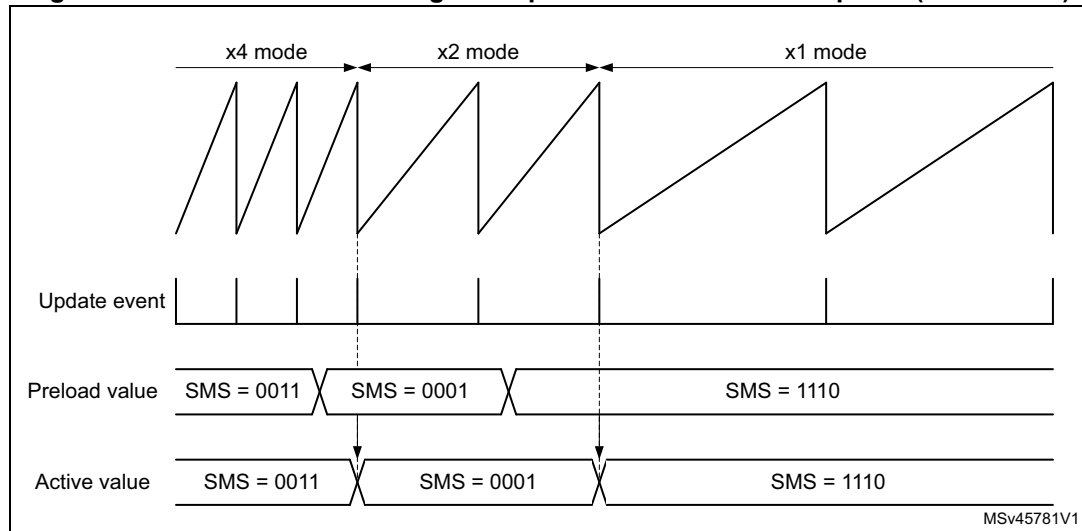 x4 mode x2 mode x1 mode
Update event
Preload value SMS = 0011 SMS = 0001 SMS = 1110
Active value SMS = 0011 SMS = 0001 SMS = 1110
MSv45781V1